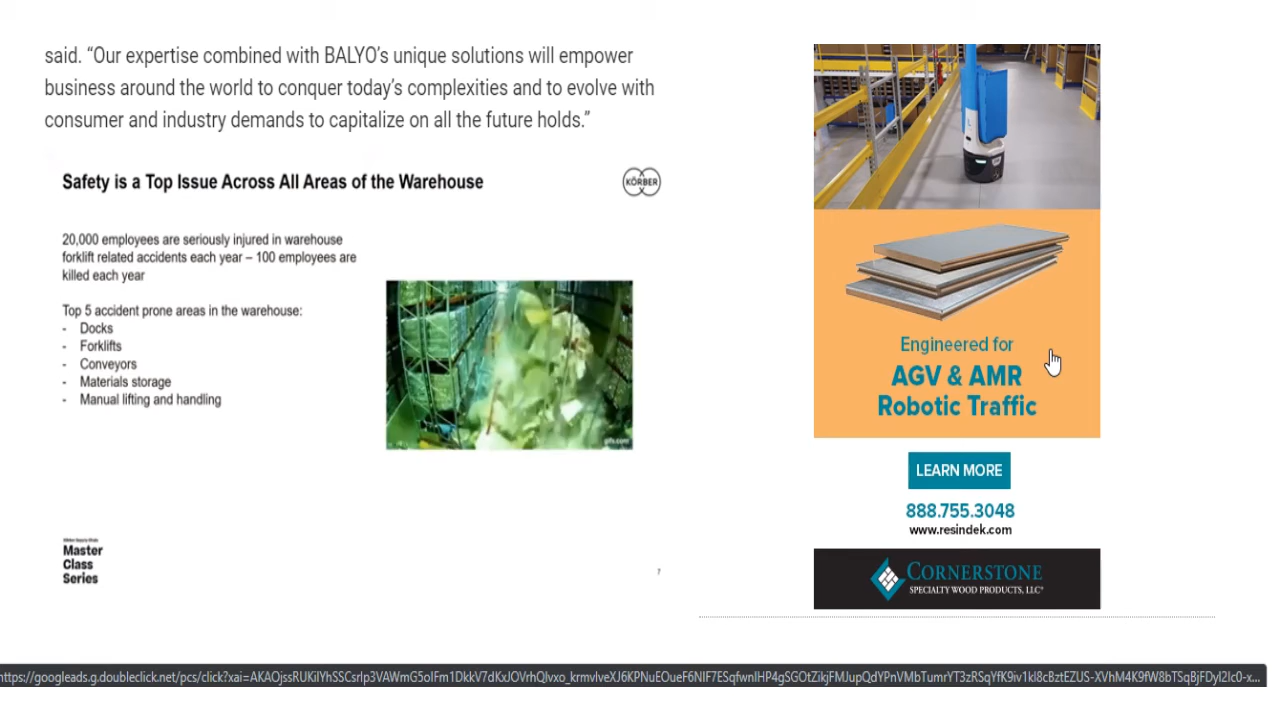 said. “Our expertise combined with BALYO’s unique solutions will empower
business around the world to conquer today’s complexities and to evolve with
consumer and industry demands to capitalize on all the future holds.”
Safety is a Top Issue Across All Areas of the Warehouse
KÖRBER
20,000 employees are seriously injured in warehouse
forklift related accidents each year – 100 employees are
killed each year
Top 5 accident prone areas in the warehouse:
- Docks
- Forklifts
- Conveyors
- Materials storage
- Manual lifting and handling
gifs.com
Master
Class
Series
7
Engineered for
AGV & AMR
Robotic Traffic
LEARN MORE
888.755.3048
www.resindek.com
CORNERSTONE
SPECIALTY WOOD PRODUCTS, LLC®